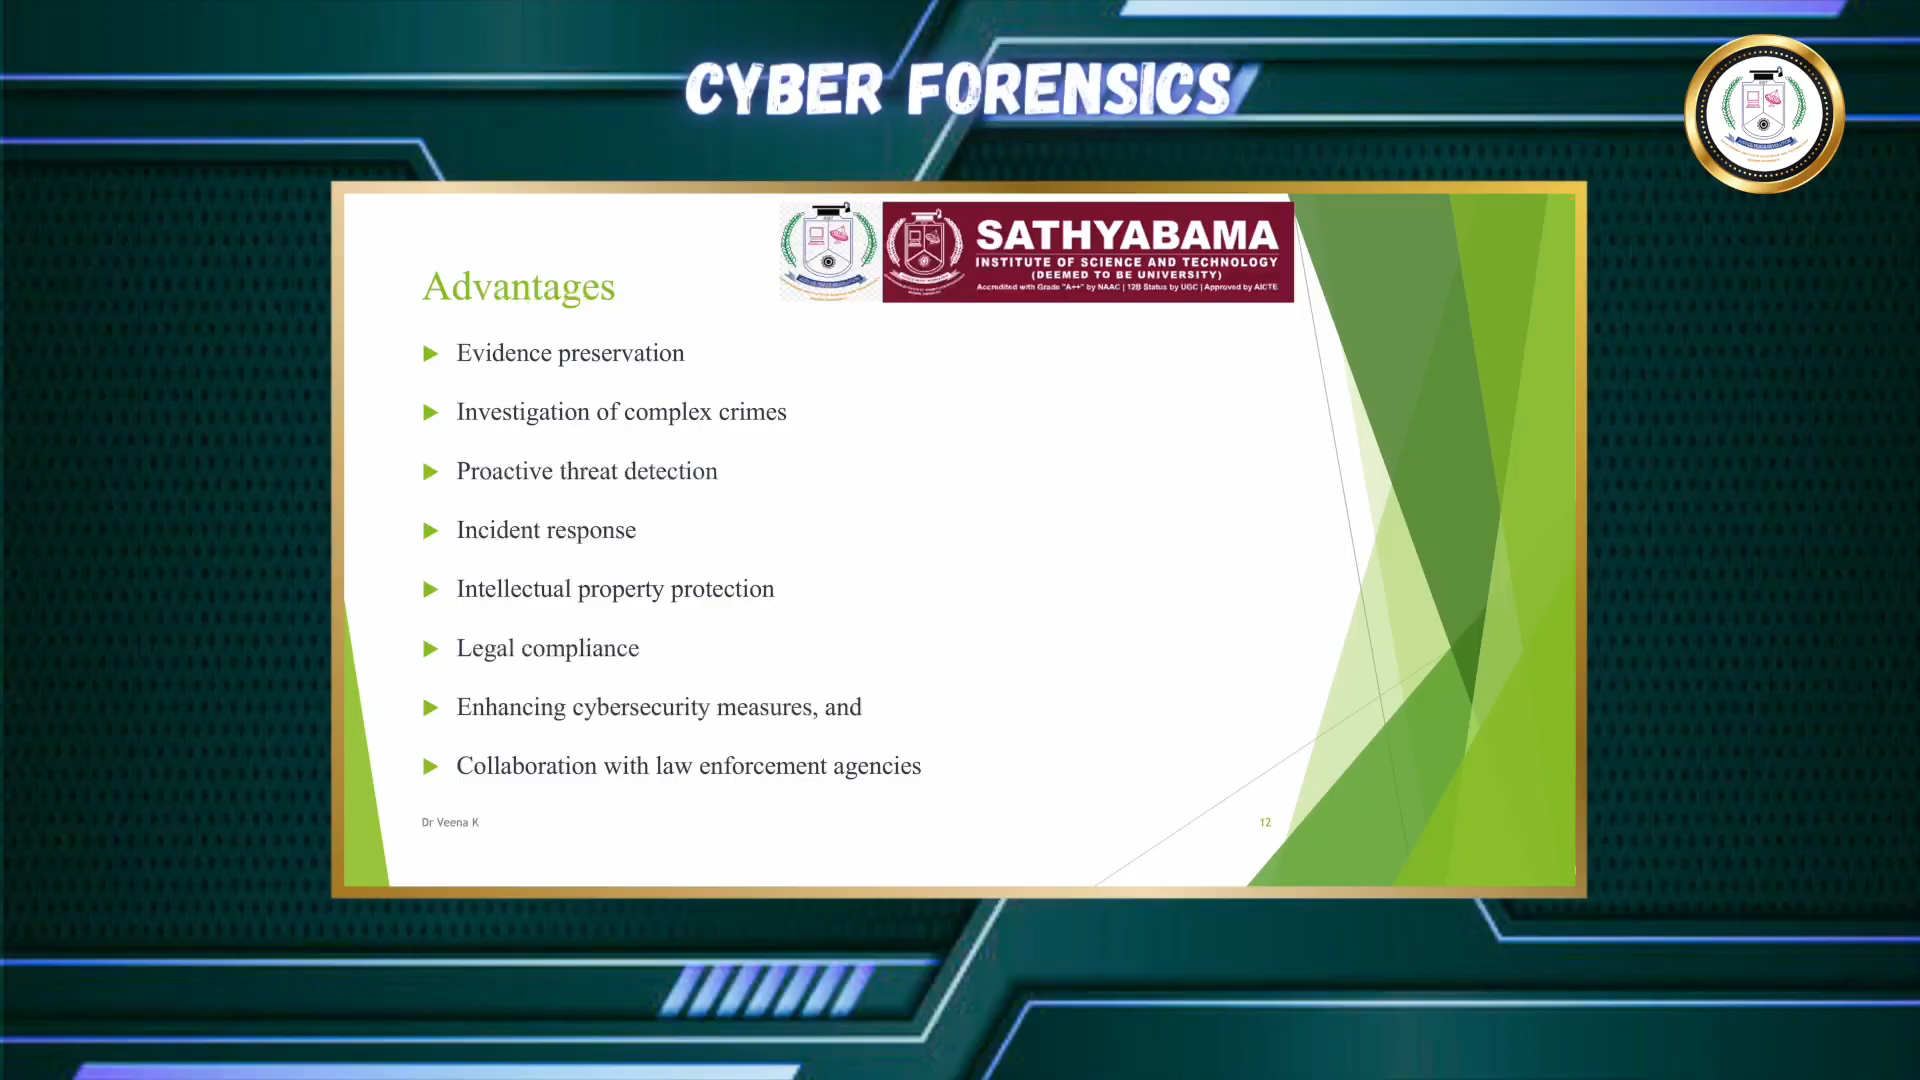 CYBER FORENSICS
SATHYABAMA
INSTITUTE OF SCIENCE AND TECHNOLOGY
(DEEMED TO BE UNIVERSITY)
Accredited with Grade "A++" by NAAC | 12B Status by UGC | Approved by AICTE
Advantages
Evidence preservation
Investigation of complex crimes
Proactive threat detection
Incident response
Intellectual property protection
Legal compliance
Enhancing cybersecurity measures, and
Collaboration with law enforcement agencies
Dr Veena K
12